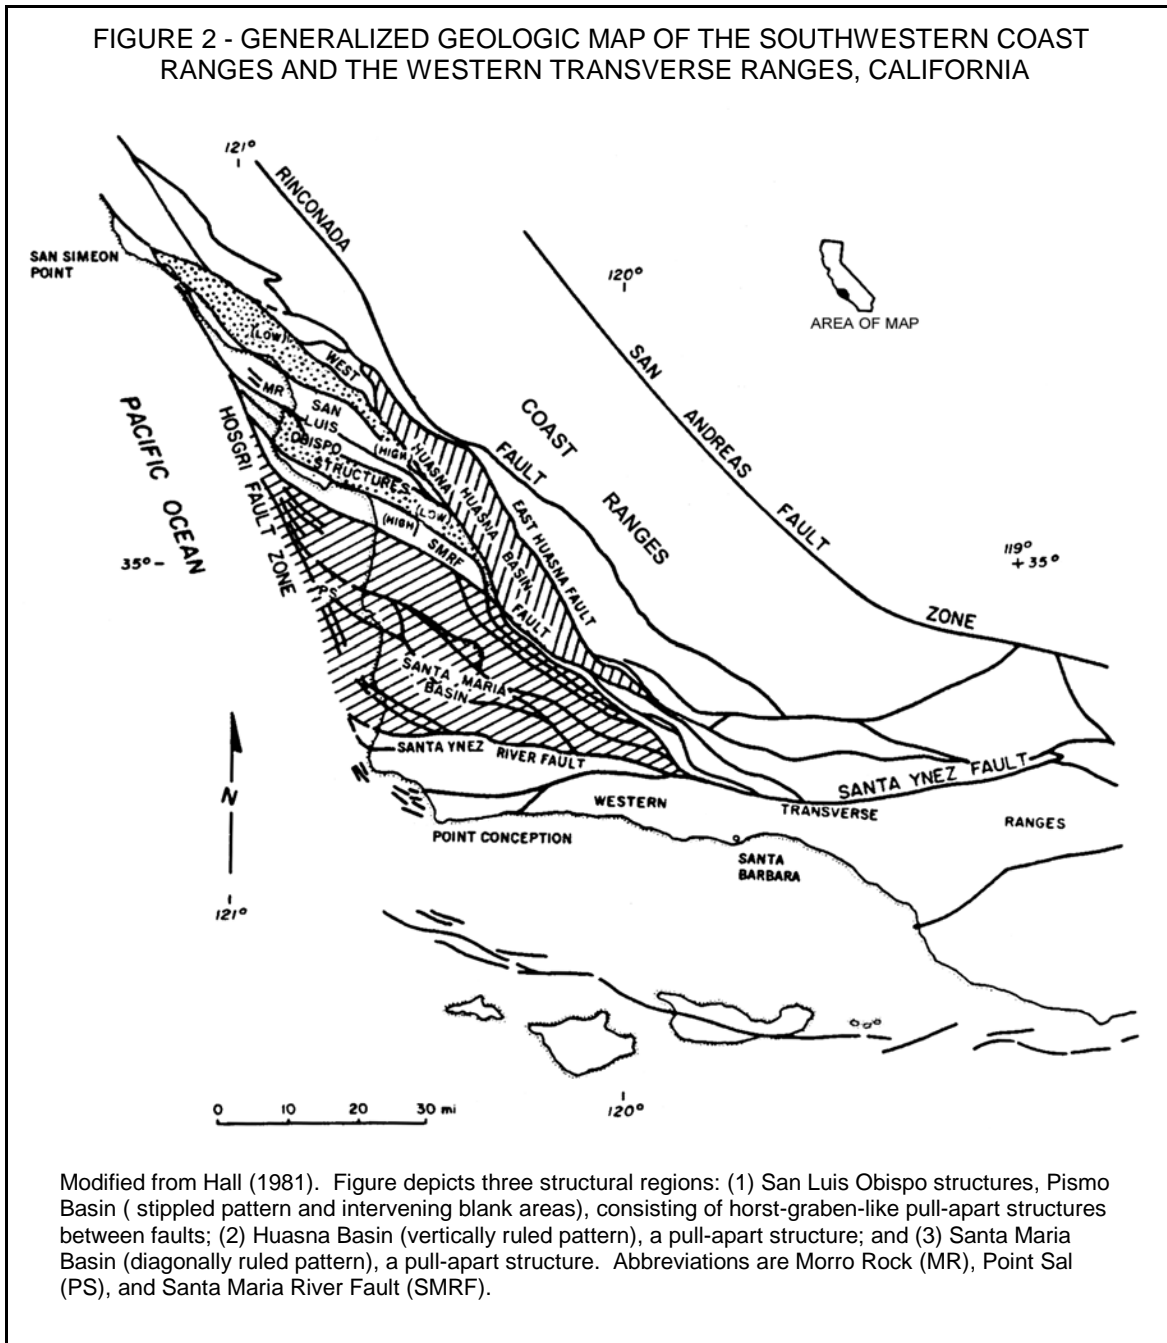 FIGURE 2 - GENERALIZED GEOLOGIC MAP OF THE SOUTHWESTERN COAST
RANGES AND THE WESTERN TRANSVERSE RANGES, CALIFORNIA
121°
RINCONADA
SAN SIMEON
POINT
120°
AREA OF MAP
(LOW)
WEST
SAN
ANDREAS
FAULT
ZONE
MR
SAN
LUIS
OBISPO
STRUCTURES
(HIGH)
(LOW)
(HIGH)
SMRF
HUASNA
FAULT
HUASNA
BASIN
EAST HUASNA FAULT
FAULT
COAST
RANGES
PACIFIC OCEAN
HOSGRI FAULT ZONE
35°
119°
+ 35°
PS
SANTA MARIA
BASIN
SANTA YNEZ RIVER FAULT
SANTA YNEZ FAULT
N
WESTERN
TRANSVERSE
RANGES
POINT CONCEPTION
SANTA
BARBARA
121°
0 10 20 30 mi
120°
Modified from Hall (1981). Figure depicts three structural regions: (1) San Luis Obispo structures, Pismo
Basin ( stippled pattern and intervening blank areas), consisting of horst-graben-like pull-apart structures
between faults; (2) Huasna Basin (vertically ruled pattern), a pull-apart structure; and (3) Santa Maria
Basin (diagonally ruled pattern), a pull-apart structure. Abbreviations are Morro Rock (MR), Point Sal
(PS), and Santa Maria River Fault (SMRF).